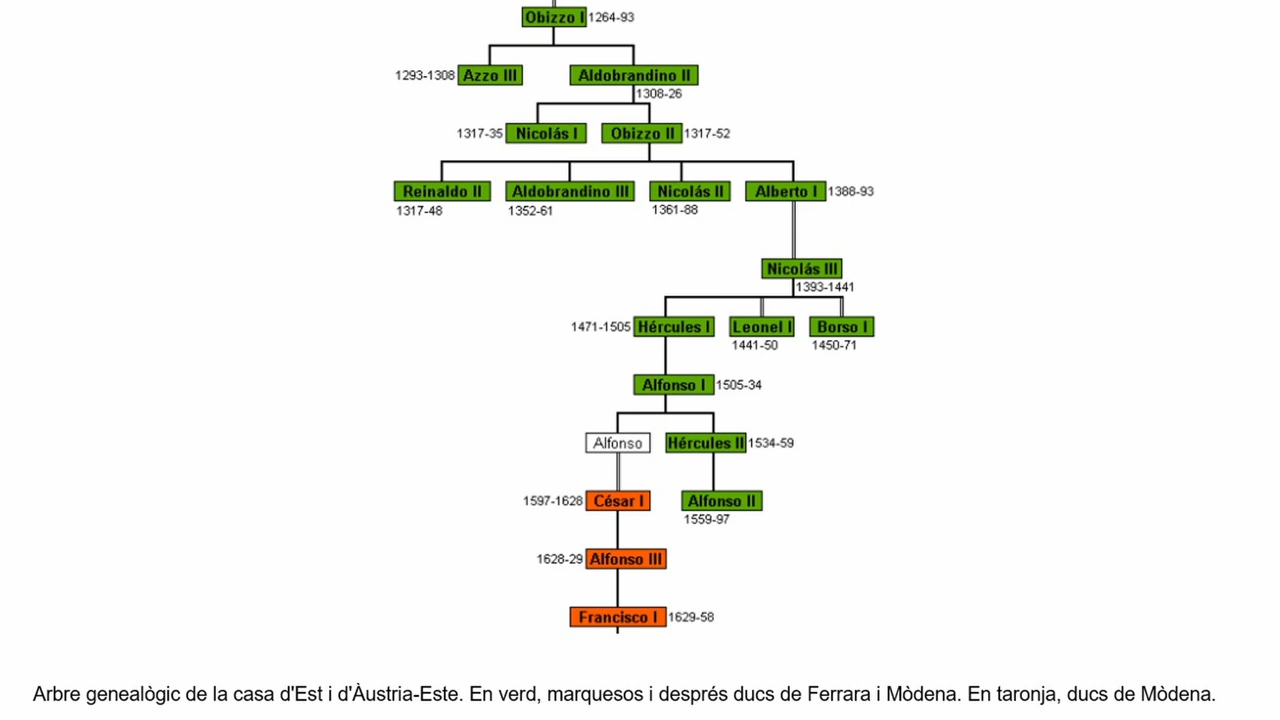 Obizzo I 1264-93
1293-1308 Azzo III Aldobrandino II
1308-26
1317-35 Nicolás I Obizzo II 1317-52
Reinaldo II Aldobrandino III Nicolás II Alberto I 1388-93
1317-48 1352-61 1361-88
Nicolás III
1393-1441
1471-1505 Hércules I Leonel I Borso I
1441-50 1450-71
Alfonso I 1505-34
Alfonso Hércules II 1534-59
1597-1628 César I Alfonso II
1559-97
1628-29 Alfonso III
Francisco I 1629-58
Arbre genealògic de la casa d'Est i d'Àustria-Este. En verd, marquesos i després ducs de Ferrara i Mòdena. En taronja, ducs de Mòdena.